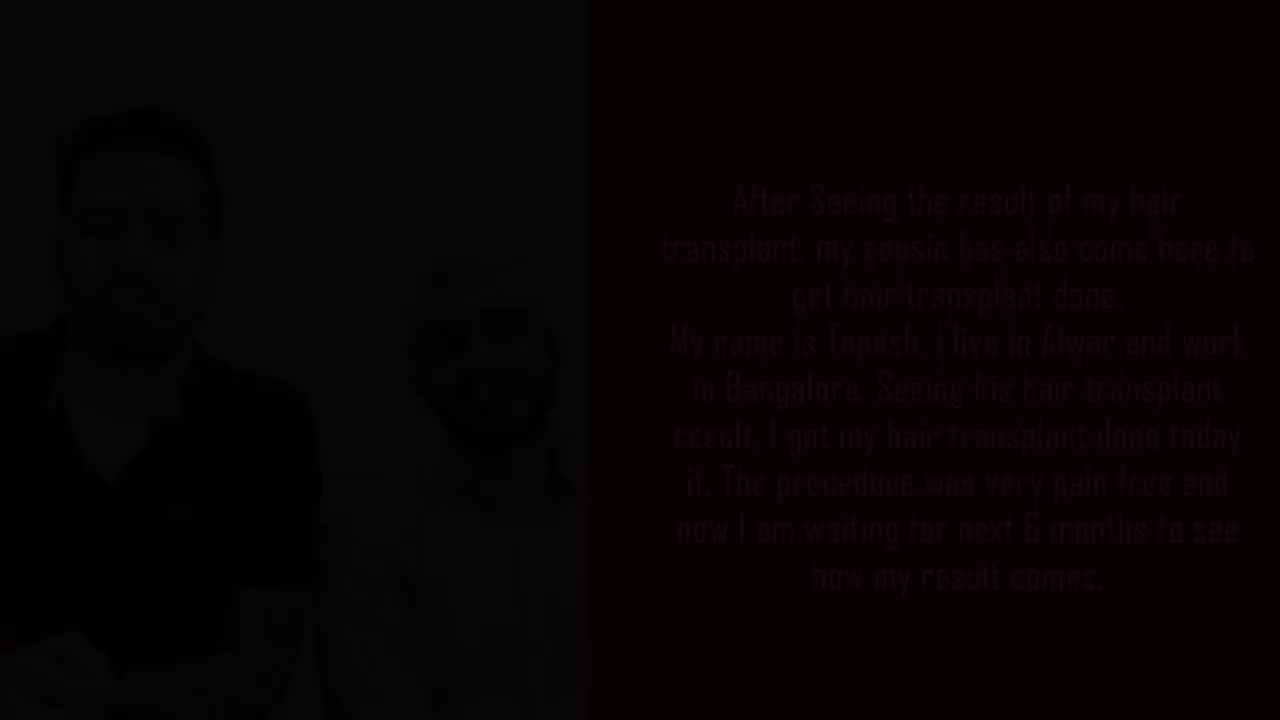 After Seeing the result of my hair
transplant, my cousin has also come here to
get hair transplant done.
My name is Tapesh. I live in Alwar and work
in Bangalore. Seeing his hair transplant
result, I got my hair transplant done today
it. The procedure was very pain free and
now I am waiting for next 6 months to see
how my result comes.